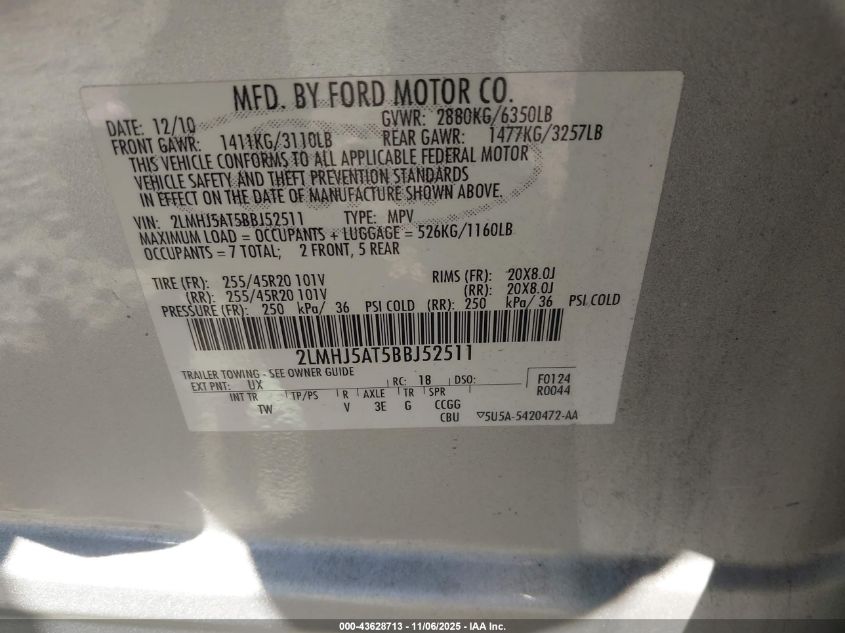 MFD. BY FORD MOTOR CO.
DATE: 12/10 GVWR: 2880KG/6350LB
FRONT GAWR: 1411KG/3110LB REAR GAWR: 1477KG/3257LB
THIS VEHICLE CONFORMS TO ALL APPLICABLE FEDERAL MOTOR
VEHICLE SAFETY AND THEFT PREVENTION STANDARDS
IN EFFECT ON THE DATE OF MANUFACTURE SHOWN ABOVE.
VIN: 2LMHJ5AT5BBJ52511 TYPE: MPV
MAXIMUM LOAD = OCCUPANTS + LUGGAGE = 526KG/1160LB
OCCUPANTS = 7 TOTAL; 2 FRONT, 5 REAR
TIRE (FR): 255/45R20 101V RIMS (FR): 20X8.0J
(RR): 255/45R20 101V (RR): 20X8.0J
PRESSURE (FR): 250 kPa/ 36 PSI COLD (RR): 250 kPa/ 36 PSI COLD
2LMHJ5AT5BBJ52511
TRAILER TOWING - SEE OWNER GUIDE
EXT PNT: UX RC: 18 DSO: F0124
INT TR TP/PS R AXLE TR SPR R0044
TW V 3E G CCGG
CBU 5U5A-5420472-AA
000-43628713 - 11/06/2025 - IAA Inc.